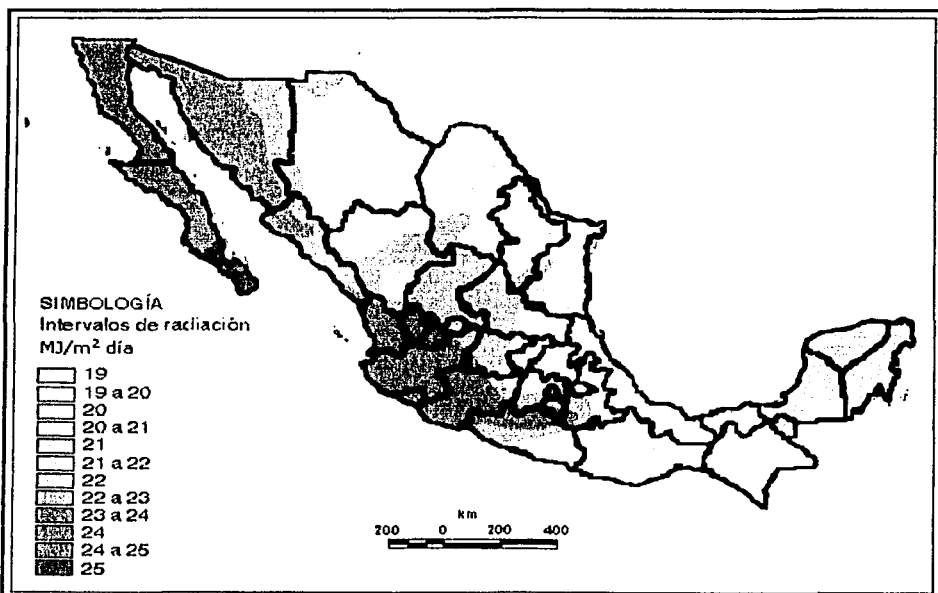 SIMBOLOGÍA
Intervalos de radiación
MJ/m² día
19
19 a 20
20
20 a 21
21
21 a 22
22
22 a 23
23 a 24
24
24 a 25
25
km
200 0 200 400